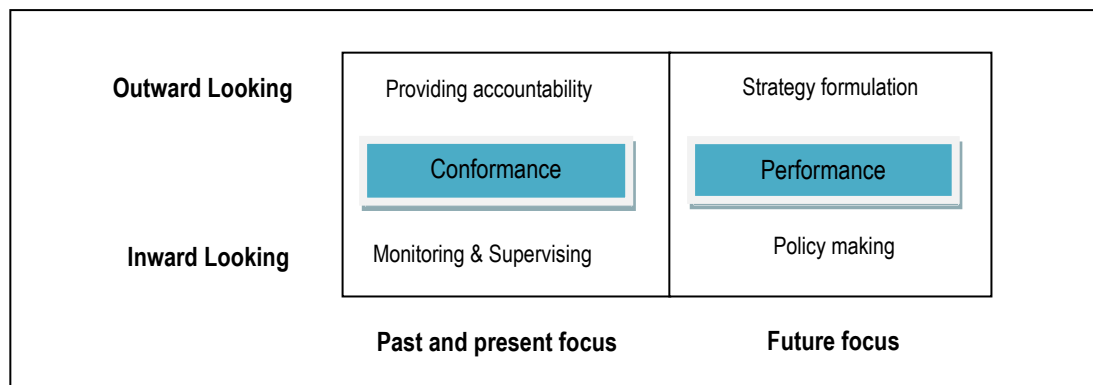 Outward Looking
Providing accountability
Strategy formulation
Conformance
Performance
Inward Looking
Monitoring & Supervising
Policy making
Past and present focus
Future focus